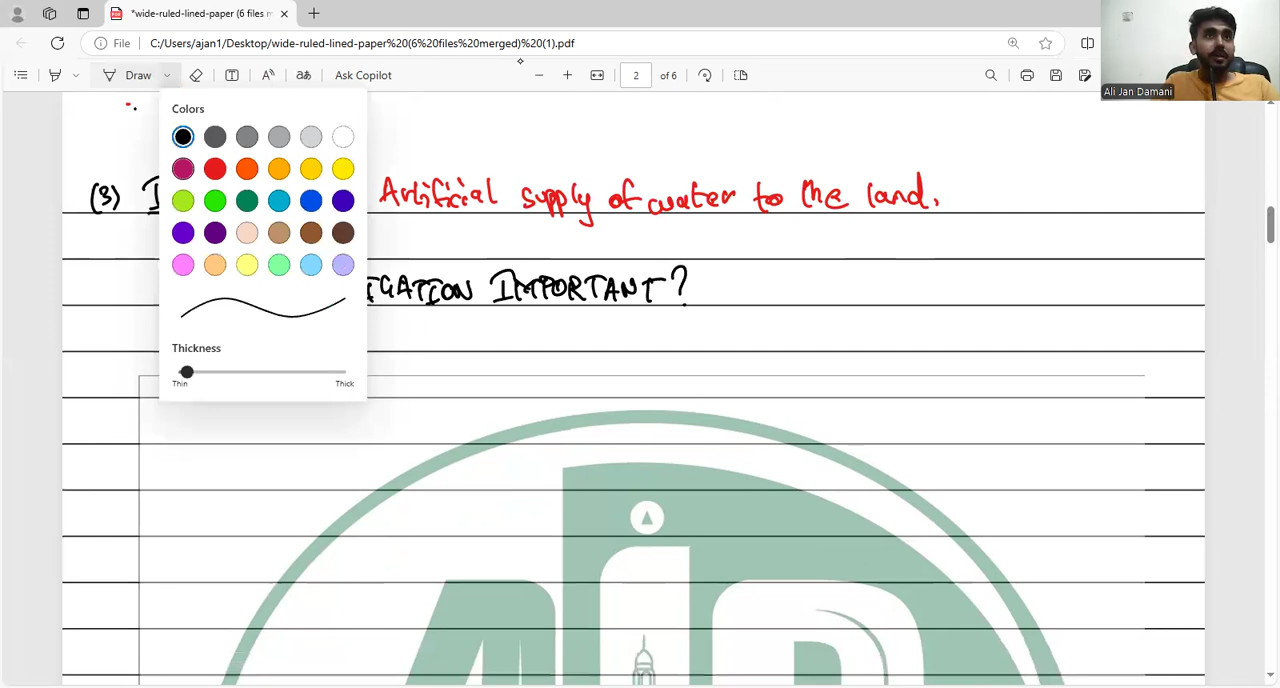 *wide-ruled-lined-paper (6 files m
File C:/Users/ajan1/Desktop/wide-ruled-lined-paper%20(6%20files%20merged)%20(1).pdf
Draw Ask Copilot 2 of 6
Ali Jan Damani
Colors
(3) I Artificial supply of water to the land.
IGATION IMPORTANT?
Thickness
Thin Thick